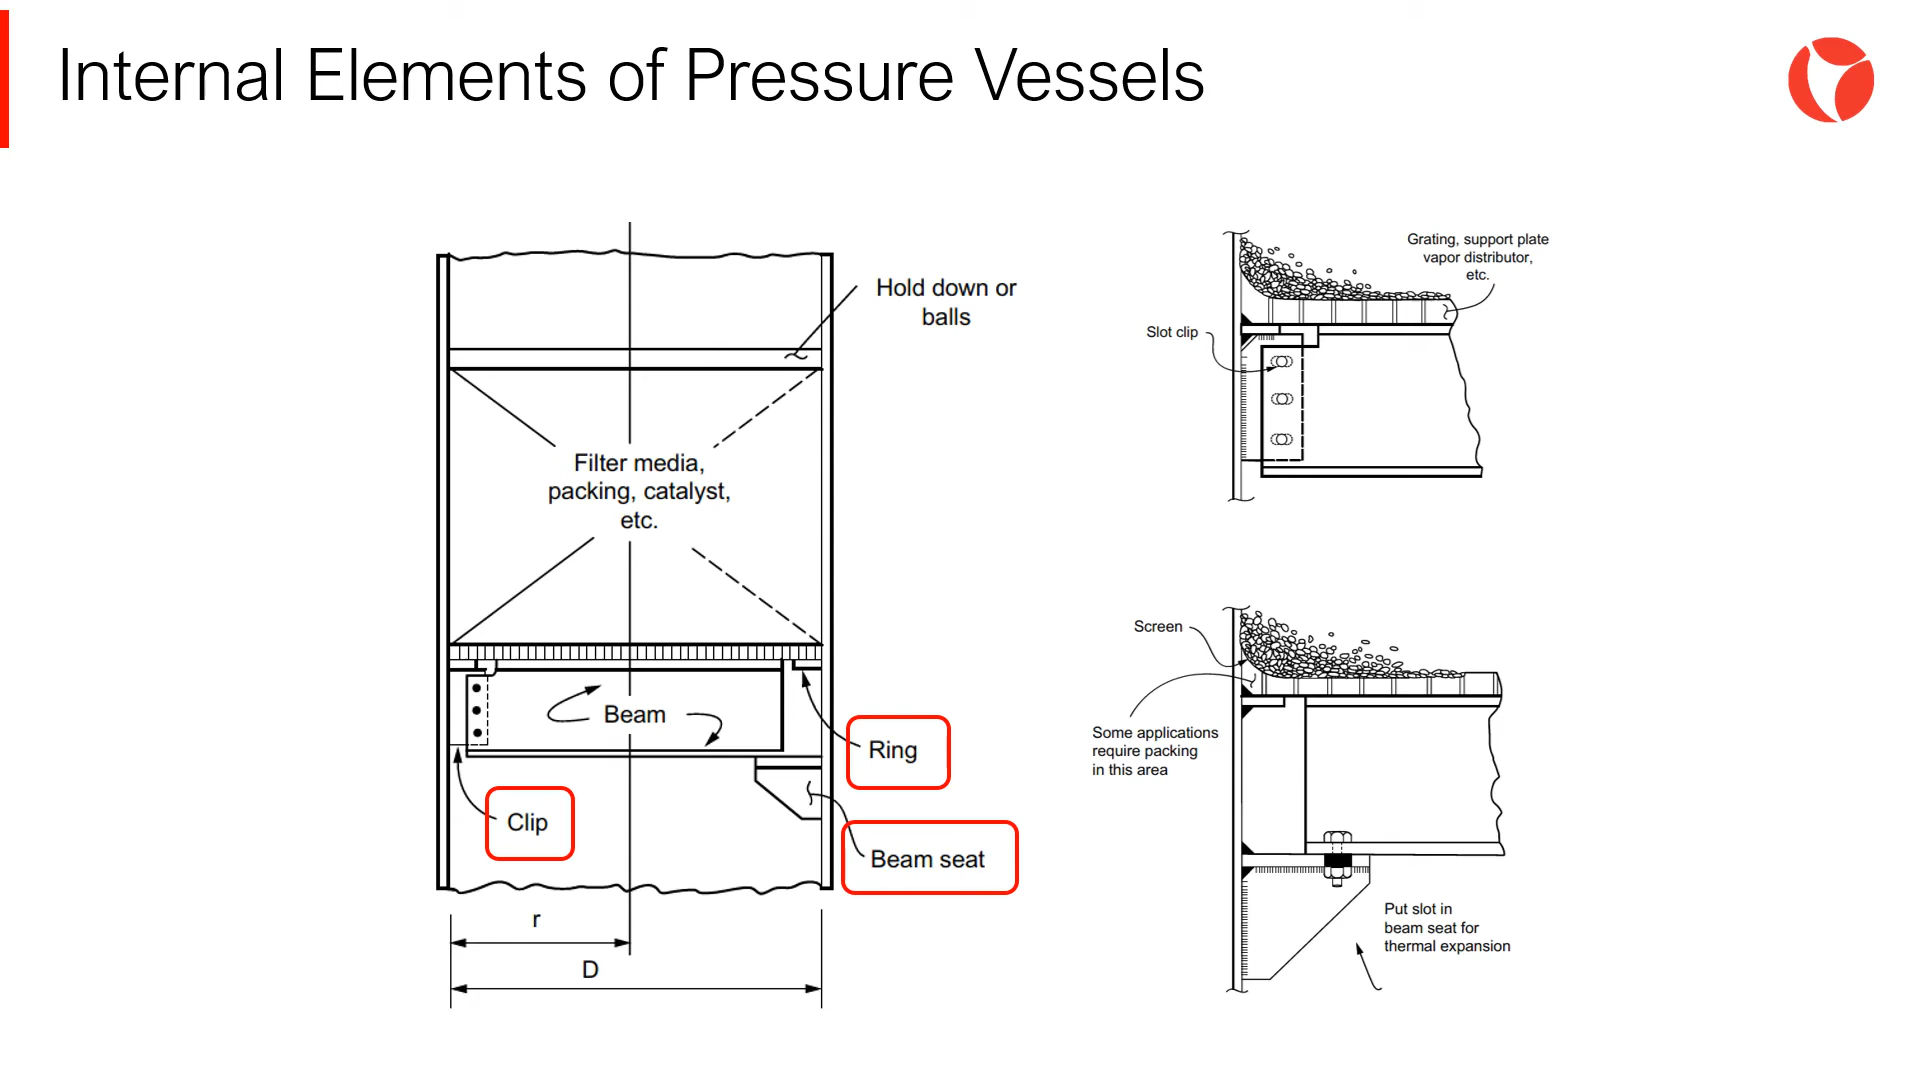 Internal Elements of Pressure Vessels
Hold down or
balls
Filter media,
packing, catalyst,
etc.
Beam
Ring
Clip
Beam seat
r
D
Grating, support plate
vapor distributor,
etc.
Slot clip
Screen
Some applications
require packing
in this area
Put slot in
beam seat for
thermal expansion